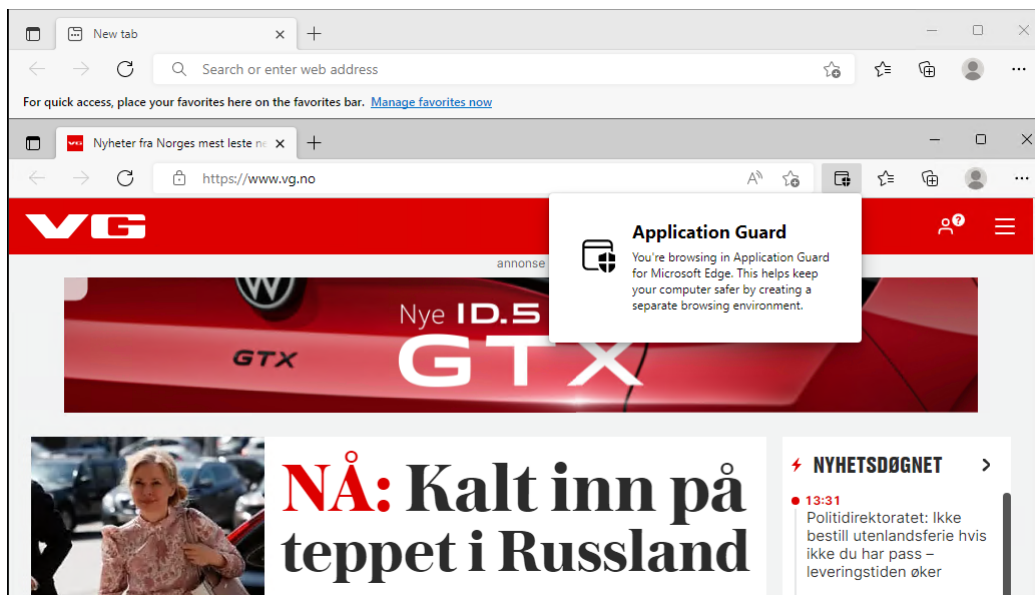 New tab
Search or enter web address
For quick access, place your favorites here on the favorites bar. Manage favorites now
VG Nyheter fra Norges mest leste
https://www.vg.no
VG
Application Guard
You're browsing in Application Guard
for Microsoft Edge. This helps keep
your computer safer by creating a
separate browsing environment.
annonse
Nye ID.5
GTX
GTX
NÅ: Kalt inn på
teppet i Russland
NYHETSDØGNET
13:31
Politidirektoratet: Ikke
bestill utenlandsferie hvis
ikke du har pass –
leveringstiden øker